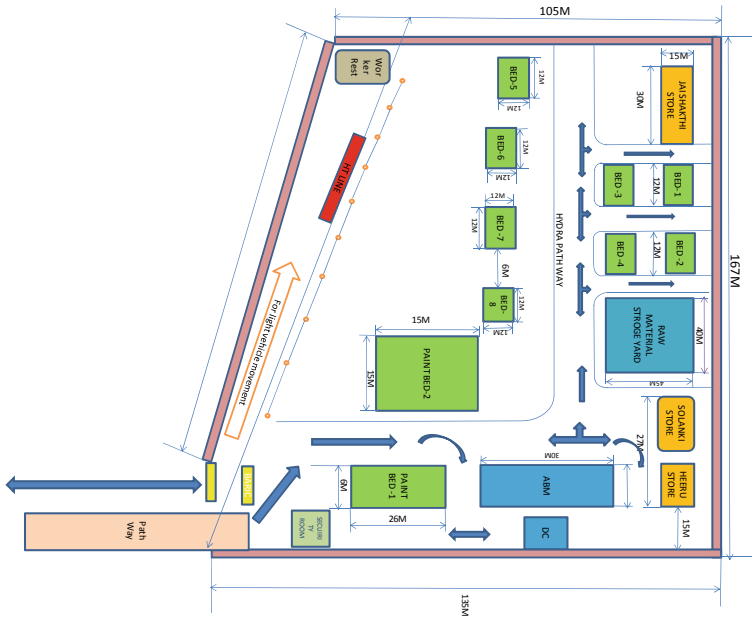 105M
167M
15M
30M
JAI SHAKTHI
STORE
Wor
ker
Rest
BED-5
12M
12M
BED-6
12M
12M
BED-7
12M
12M
6M
BED-
8
12M
12M
HT LINE
For light vehicle movement
HYDRA PATH WAY
BED-3
BED-1
12M
BED-4
BED-2
12M
RAW
MATERIAL
STROGE YARD
40M
45M
PAINT BED-2
15M
15M
SOLANKI
STORE
27M
HEERU
STORE
15M
ABM
30M
PAINT
BED-1
6M
26M
DC
SECURI
TY
ROOM
Path
Way
135M